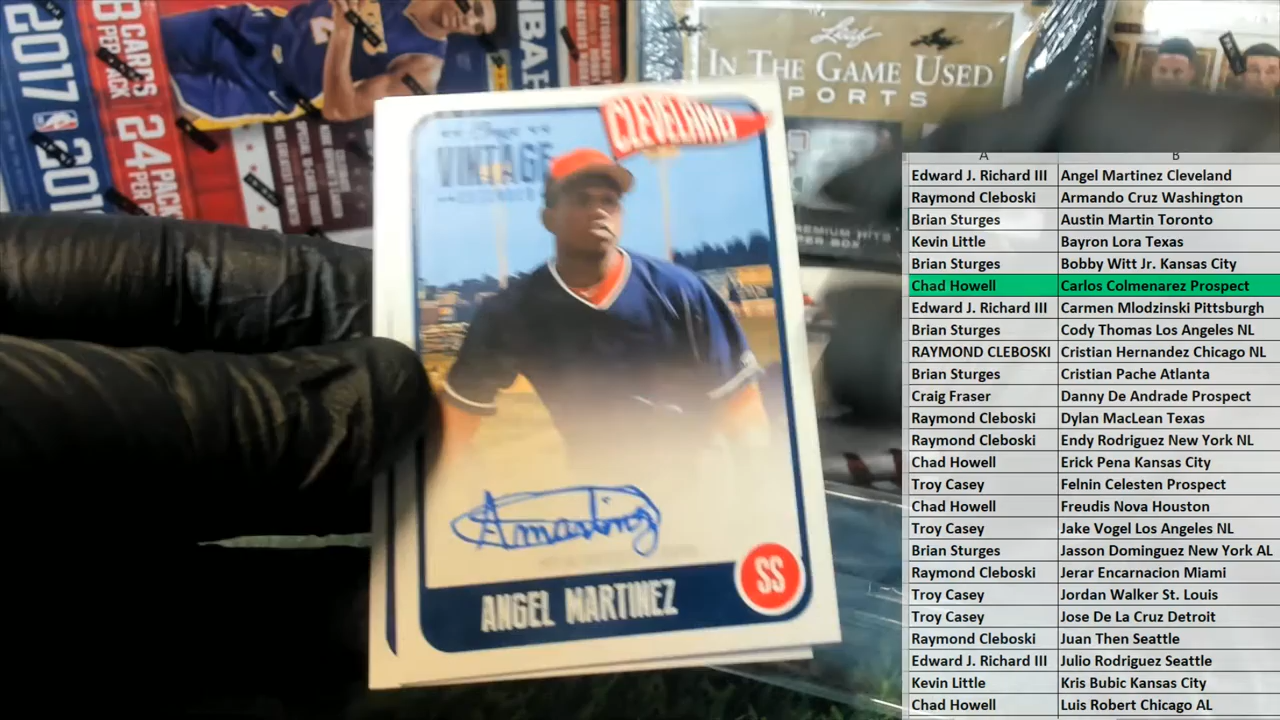 2017
NBA
201
8 CARDS
PER PACK
24 PACKS
PER
NBA
Leaf
IN THE GAME USED
SPORTS
PREMIUM HITS
PER BOX
CLEVELAND
VINTAGE
Amartinez
ANGEL MARTINEZ
SS
A B
Edward J. Richard III Angel Martinez Cleveland
Raymond Cleboski Armando Cruz Washington
Brian Sturges Austin Martin Toronto
Kevin Little Bayron Lora Texas
Brian Sturges Bobby Witt Jr. Kansas City
Chad Howell Carlos Colmenarez Prospect
Edward J. Richard III Carmen Mlodzinski Pittsburgh
Brian Sturges Cody Thomas Los Angeles NL
RAYMOND CLEBOSKI Cristian Hernandez Chicago NL
Brian Sturges Cristian Pache Atlanta
Craig Fraser Danny De Andrade Prospect
Raymond Cleboski Dylan MacLean Texas
Raymond Cleboski Endy Rodriguez New York NL
Chad Howell Erick Pena Kansas City
Troy Casey Felnin Celesten Prospect
Chad Howell Freudis Nova Houston
Troy Casey Jake Vogel Los Angeles NL
Brian Sturges Jasson Dominguez New York AL
Raymond Cleboski Jerar Encarnacion Miami
Troy Casey Jordan Walker St. Louis
Troy Casey Jose De La Cruz Detroit
Raymond Cleboski Juan Then Seattle
Edward J. Richard III Julio Rodriguez Seattle
Kevin Little Kris Bubic Kansas City
Chad Howell Luis Robert Chicago AL